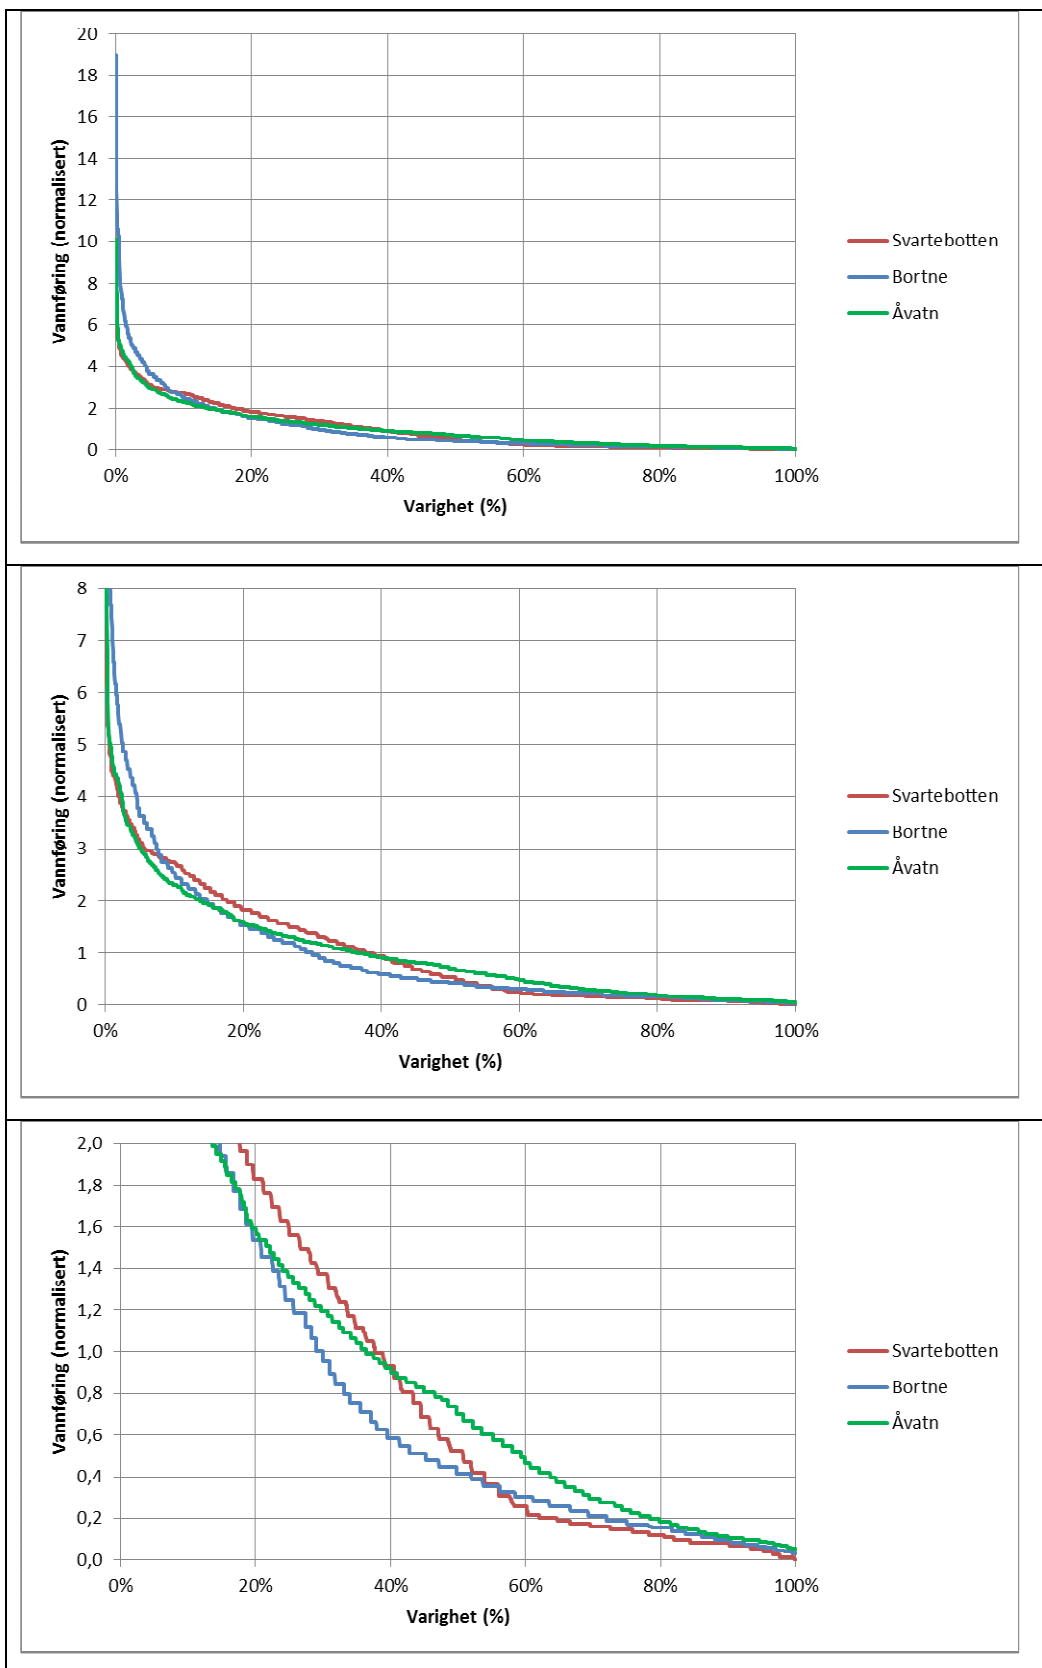 20
18
16
14
12
10
8
6
4
2
0
Vannføring (normalisert)
0% 20% 40% 60% 80% 100%
Varighet (%)
Svartebotten
Bortne
Åvatn
8
7
6
5
4
3
2
1
0
Vannføring (normalisert)
0% 20% 40% 60% 80% 100%
Varighet (%)
Svartebotten
Bortne
Åvatn
2,0
1,8
1,6
1,4
1,2
1,0
0,8
0,6
0,4
0,2
0,0
Vannføring (normalisert)
0% 20% 40% 60% 80% 100%
Varighet (%)
Svartebotten
Bortne
Åvatn